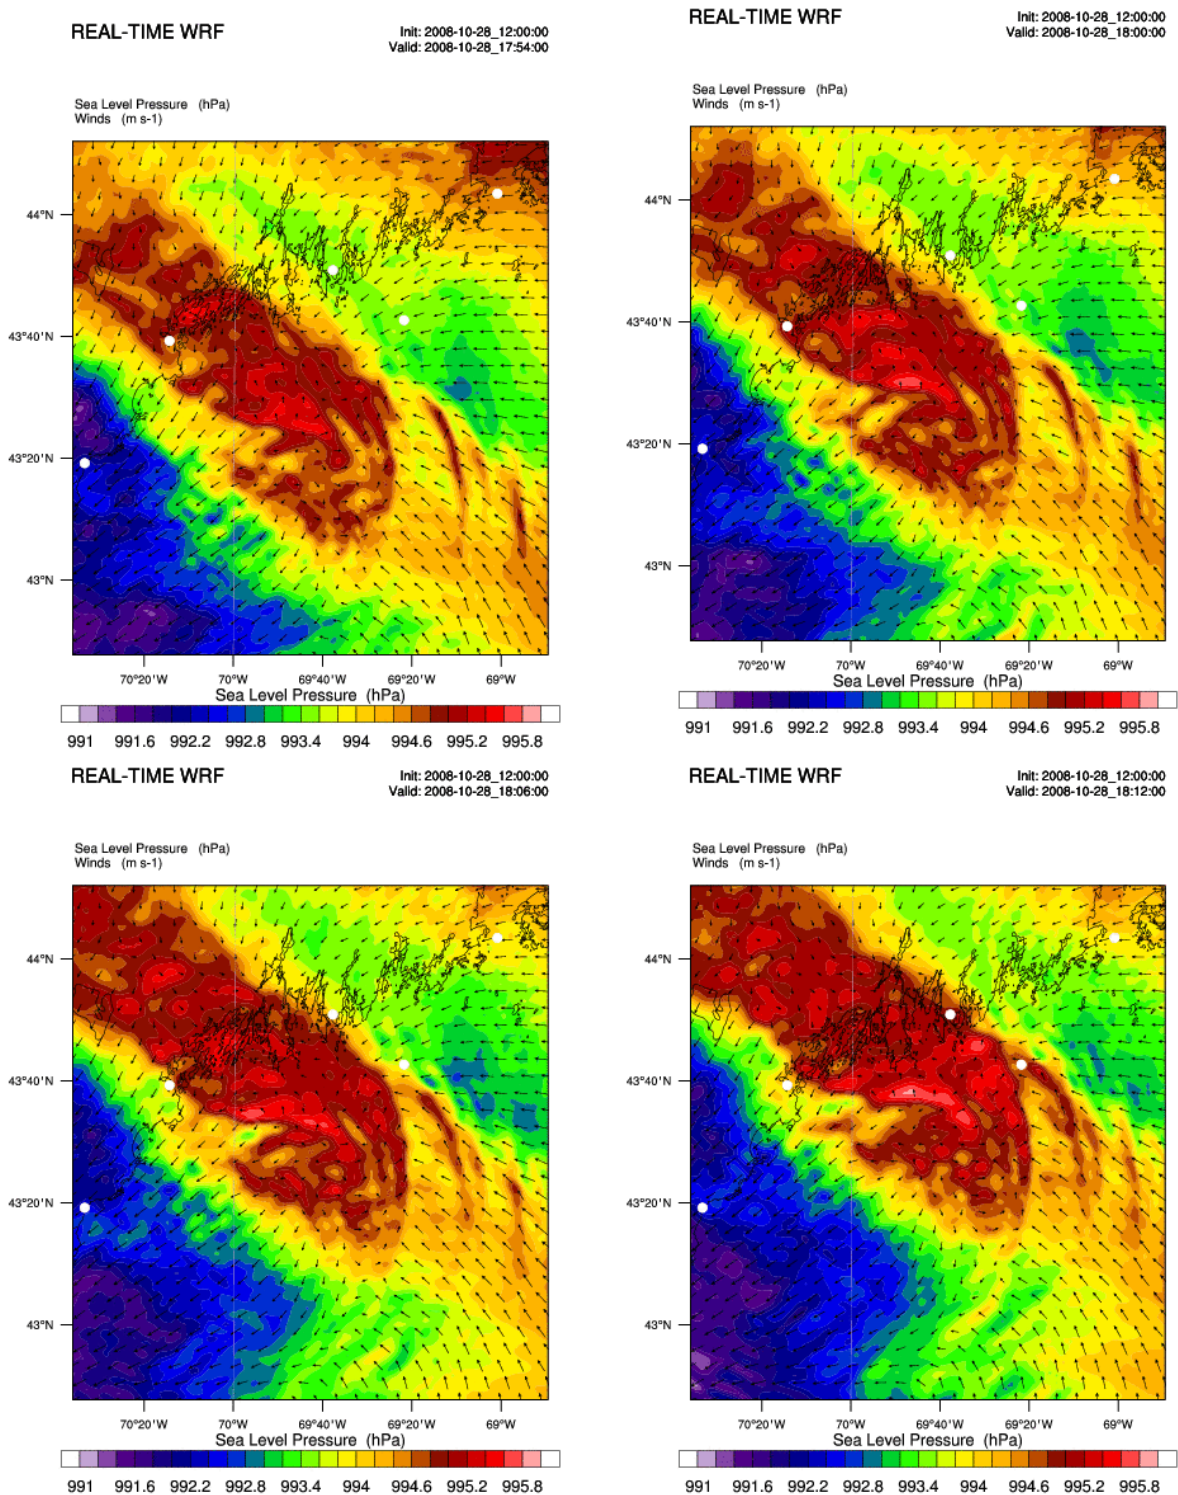 REAL-TIME WRF
Init: 2008-10-28_12:00:00
Valid: 2008-10-28_17:54:00
Sea Level Pressure (hPa)
Winds (m s-1)
44°N
43°40'N
43°20'N
43°N
70°20'W 70°W 69°40'W 69°20'W 69°W
Sea Level Pressure (hPa)
991 991.6 992.2 992.8 993.4 994 994.6 995.2 995.8
REAL-TIME WRF
Init: 2008-10-28_12:00:00
Valid: 2008-10-28_18:00:00
Sea Level Pressure (hPa)
Winds (m s-1)
44°N
43°40'N
43°20'N
43°N
70°20'W 70°W 69°40'W 69°20'W 69°W
Sea Level Pressure (hPa)
991 991.6 992.2 992.8 993.4 994 994.6 995.2 995.8
REAL-TIME WRF
Init: 2008-10-28_12:00:00
Valid: 2008-10-28_18:06:00
Sea Level Pressure (hPa)
Winds (m s-1)
44°N
43°40'N
43°20'N
43°N
70°20'W 70°W 69°40'W 69°20'W 69°W
Sea Level Pressure (hPa)
991 991.6 992.2 992.8 993.4 994 994.6 995.2 995.8
REAL-TIME WRF
Init: 2008-10-28_12:00:00
Valid: 2008-10-28_18:12:00
Sea Level Pressure (hPa)
Winds (m s-1)
44°N
43°40'N
43°20'N
43°N
70°20'W 70°W 69°40'W 69°20'W 69°W
Sea Level Pressure (hPa)
991 991.6 992.2 992.8 993.4 994 994.6 995.2 995.8